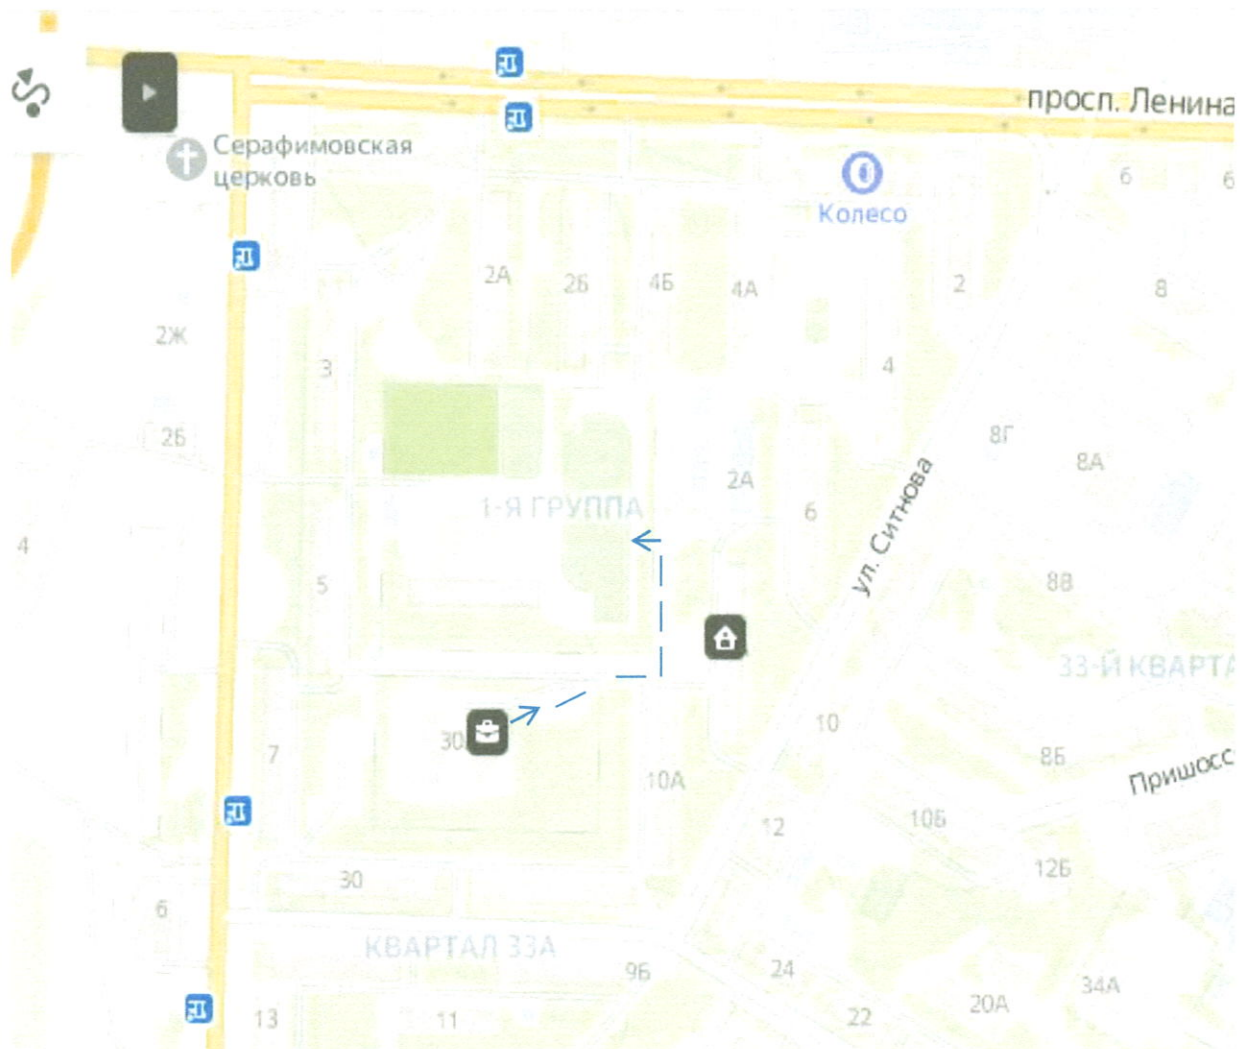 просп. Ленина
Серафимовская
церковь
6
6
Колесо
2А
2Б
4Б
4А
2
8
2Ж
3
4
2Б
8Г
8А
2А
1-Я ГРУППА
6
ул. Ситнова
4
5
8В
33-Й КВАРТА
10
30
7
8Б
Пришосс
10А
10Б
12
12Б
30
6
КВАРТАЛ 33А
9Б
24
34А
20А
22
13
11